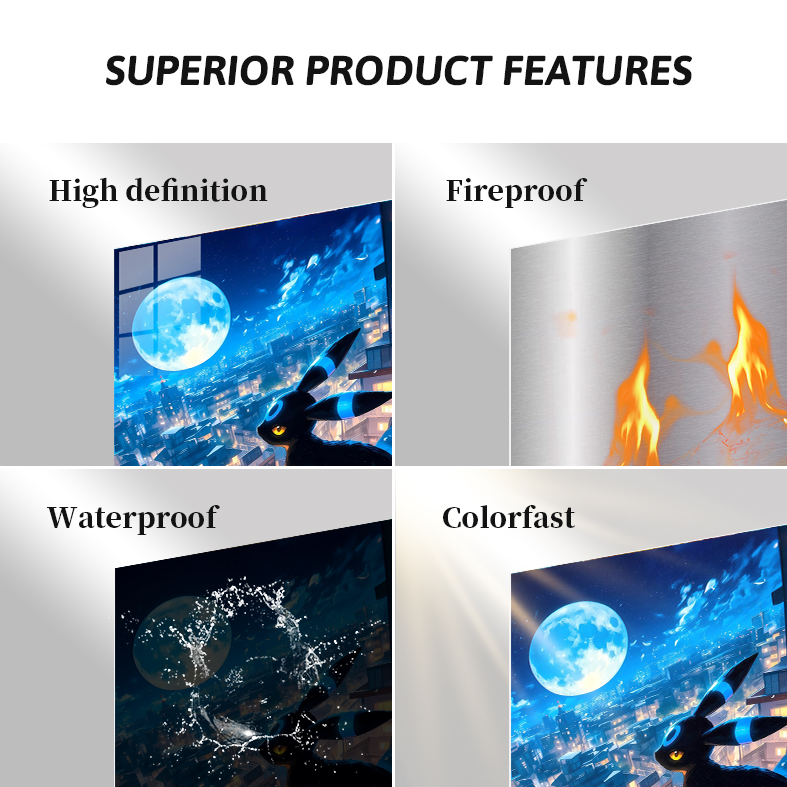 SUPERIOR PRODUCT FEATURES
High definition
Fireproof
Waterproof
Colorfast